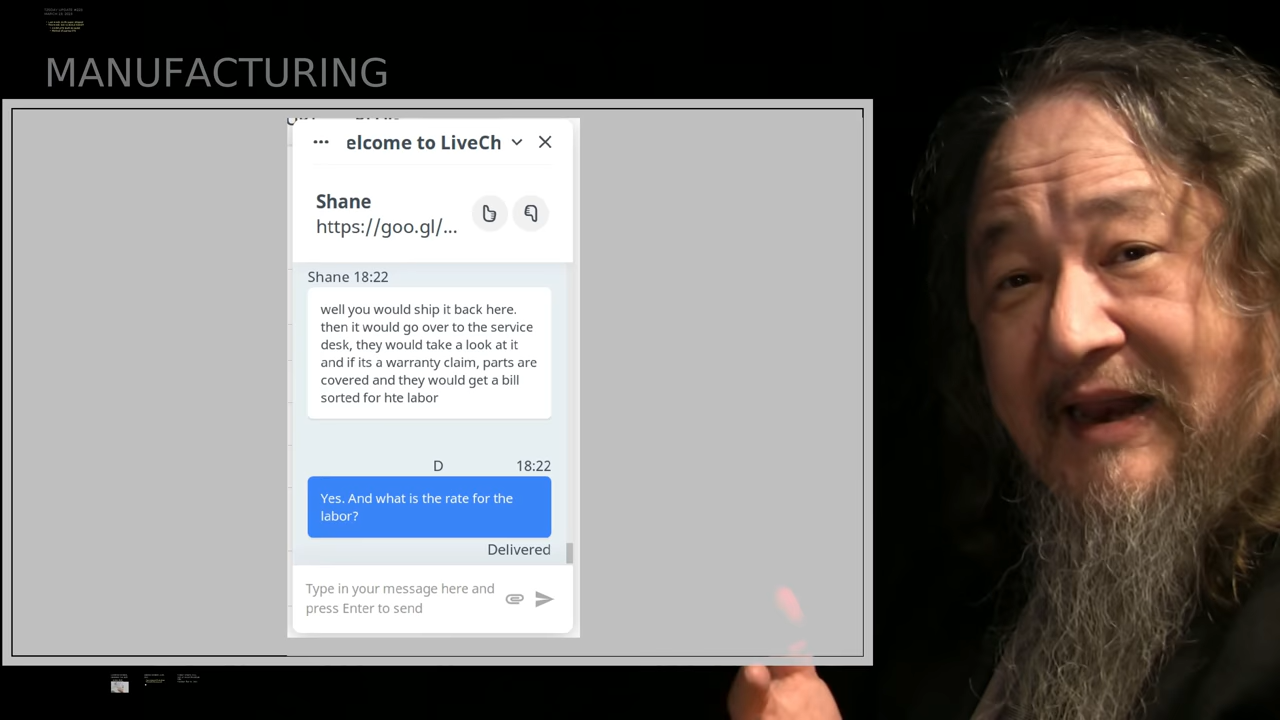 MANUFACTURING
elcome to LiveCh
Shane
https://goo.gl/...
Shane 18:22
well you would ship it back here.
then it would go over to the service
desk, they would take a look at it
and if its a warranty claim, parts are
covered and they would get a bill
sorted for hte labor
D 18:22
Yes. And what is the rate for the
labor?
Delivered
Type in your message here and
press Enter to send